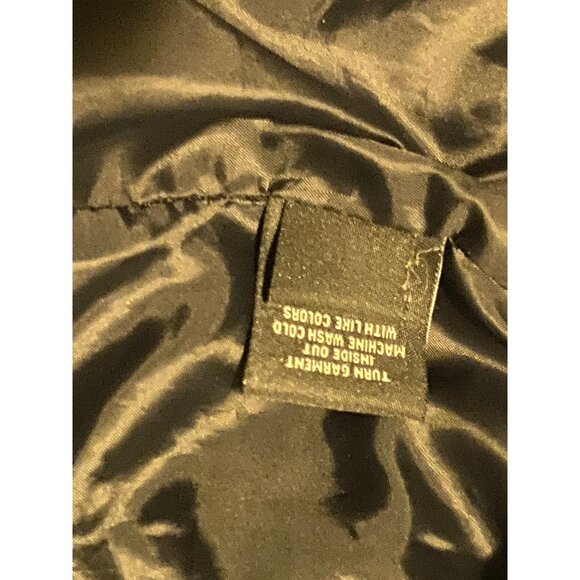 TURN GARMENT
INSIDE OUT
MACHINE WASH COLD
WITH LIKE COLORS